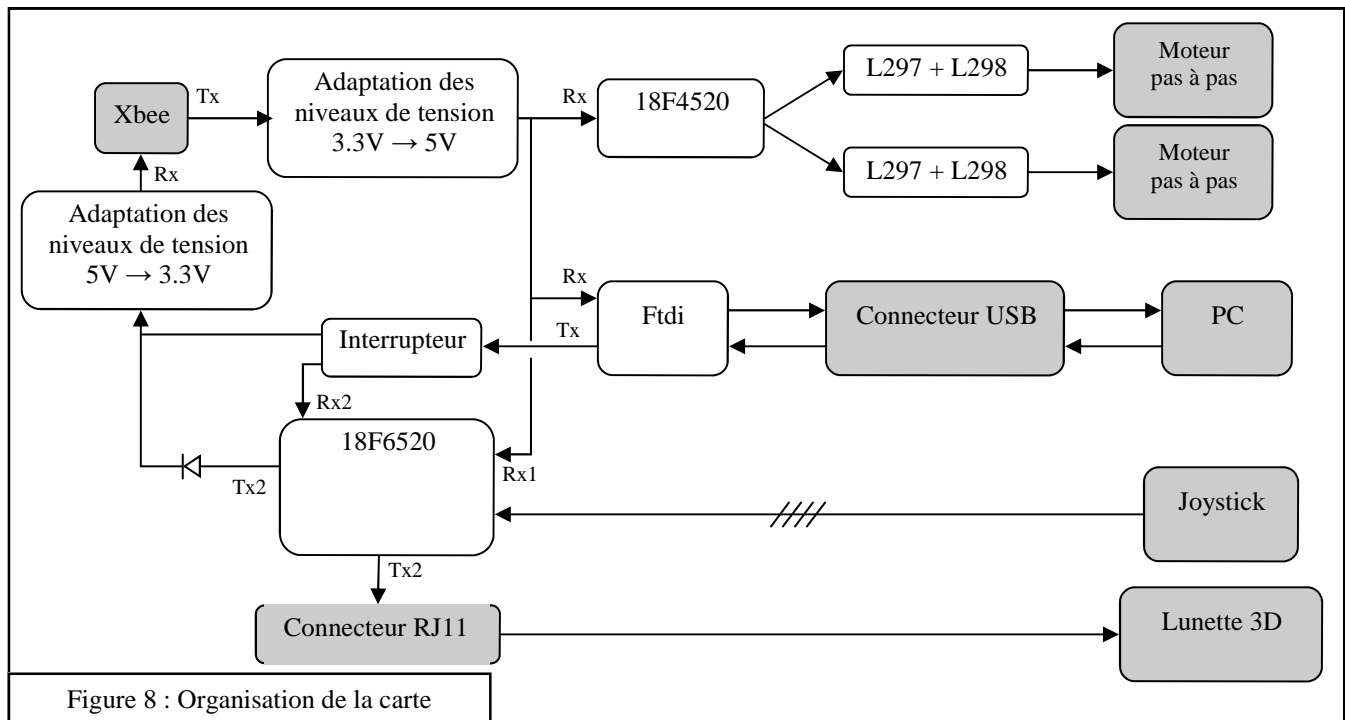 Xbee
Tx
Adaptation des
niveaux de tension
3.3V → 5V
Rx
18F4520
L297 + L298
Moteur
pas à pas
L297 + L298
Moteur
pas à pas
Rx
Adaptation des
niveaux de tension
5V → 3.3V
Rx
Ftdi
Tx
Connecteur USB
PC
Interrupteur
Rx2
18F6520
Tx2
Rx1
Joystick
Tx2
Connecteur RJ11
Lunette 3D
Figure 8 : Organisation de la carte